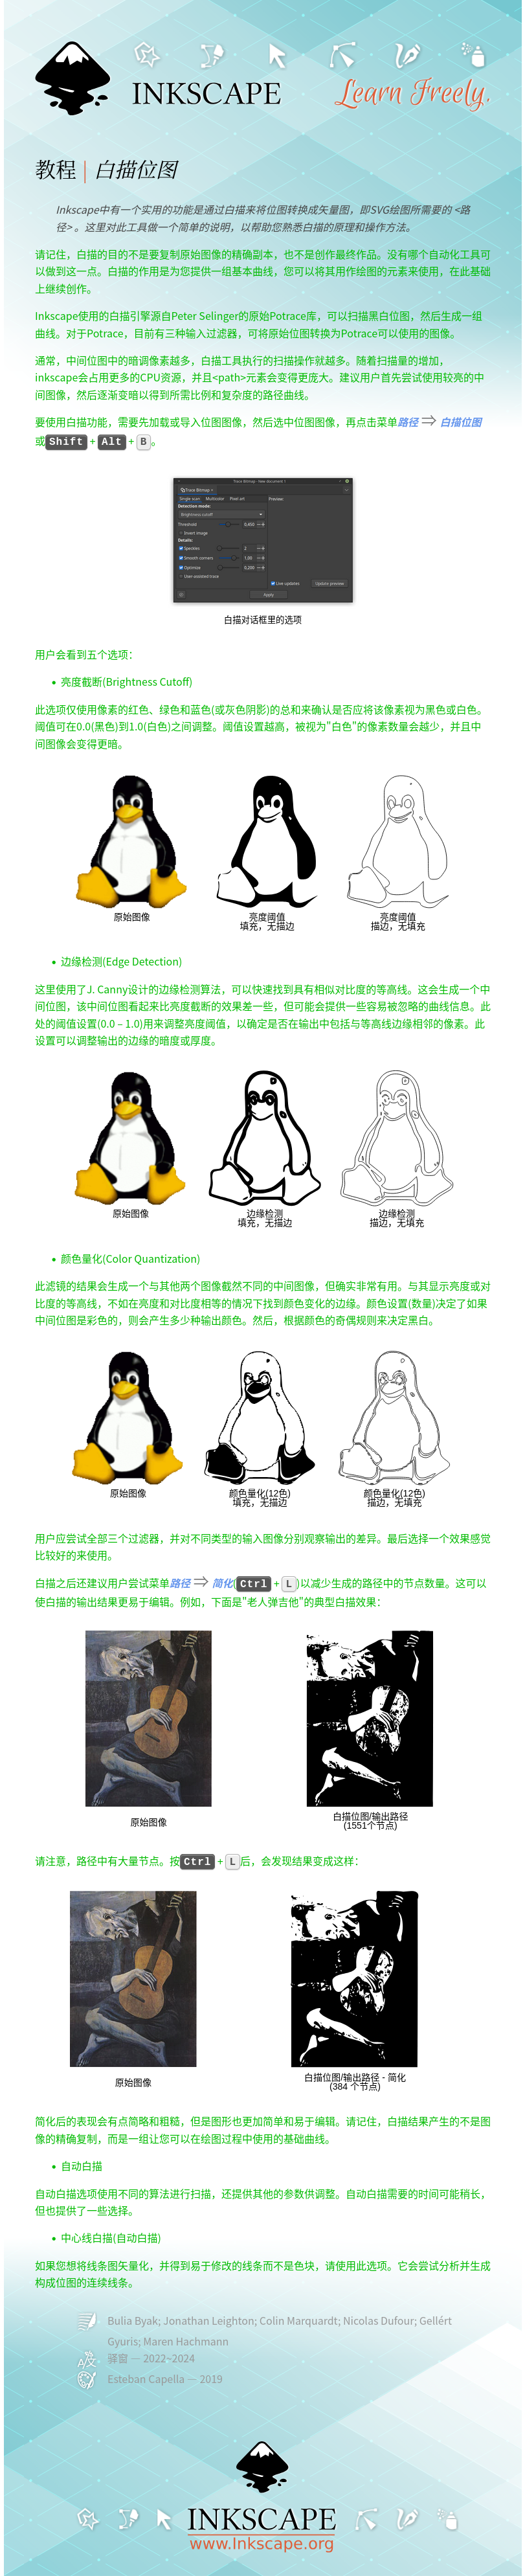 INKSCAPE
Learn Freely.
教程 | 白描位图
Inkscape中有一个实用的功能是通过白描来将位图转换成矢量图，即SVG绘图所需要的 <路
径> 。这里对此工具做一个简单的说明，以帮助您熟悉白描的原理和操作方法。
请记住，白描的目的不是要复制原始图像的精确副本，也不是创作最终作品。没有哪个自动化工具可
以做到这一点。白描的作用是为您提供一组基本曲线，您可以将其用作绘图的元素来使用，在此基础
上继续创作。
Inkscape使用的白描引擎源自Peter Selinger的原始Potrace库，可以扫描黑白位图，然后生成一组
曲线。对于Potrace，目前有三种输入过滤器，可将原始位图转换为Potrace可以使用的图像。
通常，中间位图中的暗调像素越多，白描工具执行的扫描操作就越多。随着扫描量的增加，
inkscape会占用更多的CPU资源，并且<path>元素会变得更庞大。建议用户首先尝试使用较亮的中
间图像，然后逐渐变暗以得到所需比例和复杂度的路径曲线。
要使用白描功能，需要先加载或导入位图图像，然后选中位图图像，再点击菜单路径 ⇒ 白描位图
或Shift + Alt + B。
Trace Bitmap - New document 1
Trace Bitmap ×
Single scan Multicolor Pixel art Preview:
Detection mode:
Brightness cutoff
Threshold 0,450
Invert image
Details:
Speckles 2
Smooth corners 1,00
Optimize 0,200
User-assisted trace
Live updates Update preview
Apply
白描对话框里的选项
用户会看到五个选项：
• 亮度截断(Brightness Cutoff)
此选项仅使用像素的红色、绿色和蓝色(或灰色阴影)的总和来确认是否应将该像素视为黑色或白色。
阈值可在0.0(黑色)到1.0(白色)之间调整。阈值设置越高，被视为"白色"的像素数量会越少，并且中
间图像会变得更暗。
原始图像
亮度阈值
填充，无描边
亮度阈值
描边，无填充
• 边缘检测(Edge Detection)
这里使用了J. Canny设计的边缘检测算法，可以快速找到具有相似对比度的等高线。这会生成一个中
间位图，该中间位图看起来比亮度截断的效果差一些，但可能会提供一些容易被忽略的曲线信息。此
处的阈值设置(0.0 – 1.0)用来调整亮度阈值，以确定是否在输出中包括与等高线边缘相邻的像素。此
设置可以调整输出的边缘的暗度或厚度。
原始图像
边缘检测
填充，无描边
边缘检测
描边，无填充
• 颜色量化(Color Quantization)
此滤镜的结果会生成一个与其他两个图像截然不同的中间图像，但确实非常有用。与其显示亮度或对
比度的等高线，不如在亮度和对比度相等的情况下找到颜色变化的边缘。颜色设置(数量)决定了如果
中间位图是彩色的，则会产生多少种输出颜色。然后，根据颜色的奇偶规则来决定黑白。
原始图像
颜色量化(12色)
填充，无描边
颜色量化(12色)
描边，无填充
用户应尝试全部三个过滤器，并对不同类型的输入图像分别观察输出的差异。最后选择一个效果感觉
比较好的来使用。
白描之后还建议用户尝试菜单路径 ⇒ 简化(Ctrl + L)以减少生成的路径中的节点数量。这可以
使白描的输出结果更易于编辑。例如，下面是"老人弹吉他"的典型白描效果：
原始图像
白描位图/输出路径
(1551个节点)
请注意，路径中有大量节点。按Ctrl + L后，会发现结果变成这样：
原始图像
白描位图/输出路径 - 简化
(384 个节点)
简化后的表现会有点简略和粗糙，但是图形也更加简单和易于编辑。请记住，白描结果产生的不是图
像的精确复制，而是一组让您可以在绘图过程中使用的基础曲线。
• 自动白描
自动白描选项使用不同的算法进行扫描，还提供其他的参数供调整。自动白描需要的时间可能稍长，
但也提供了一些选择。
• 中心线白描(自动白描)
如果您想将线条图矢量化，并得到易于修改的线条而不是色块，请使用此选项。它会尝试分析并生成
构成位图的连续线条。
Bulia Byak; Jonathan Leighton; Colin Marquardt; Nicolas Dufour; Gellért
Gyuris; Maren Hachmann
驿窗 — 2022~2024
Esteban Capella — 2019
INKSCAPE
www.Inkscape.org